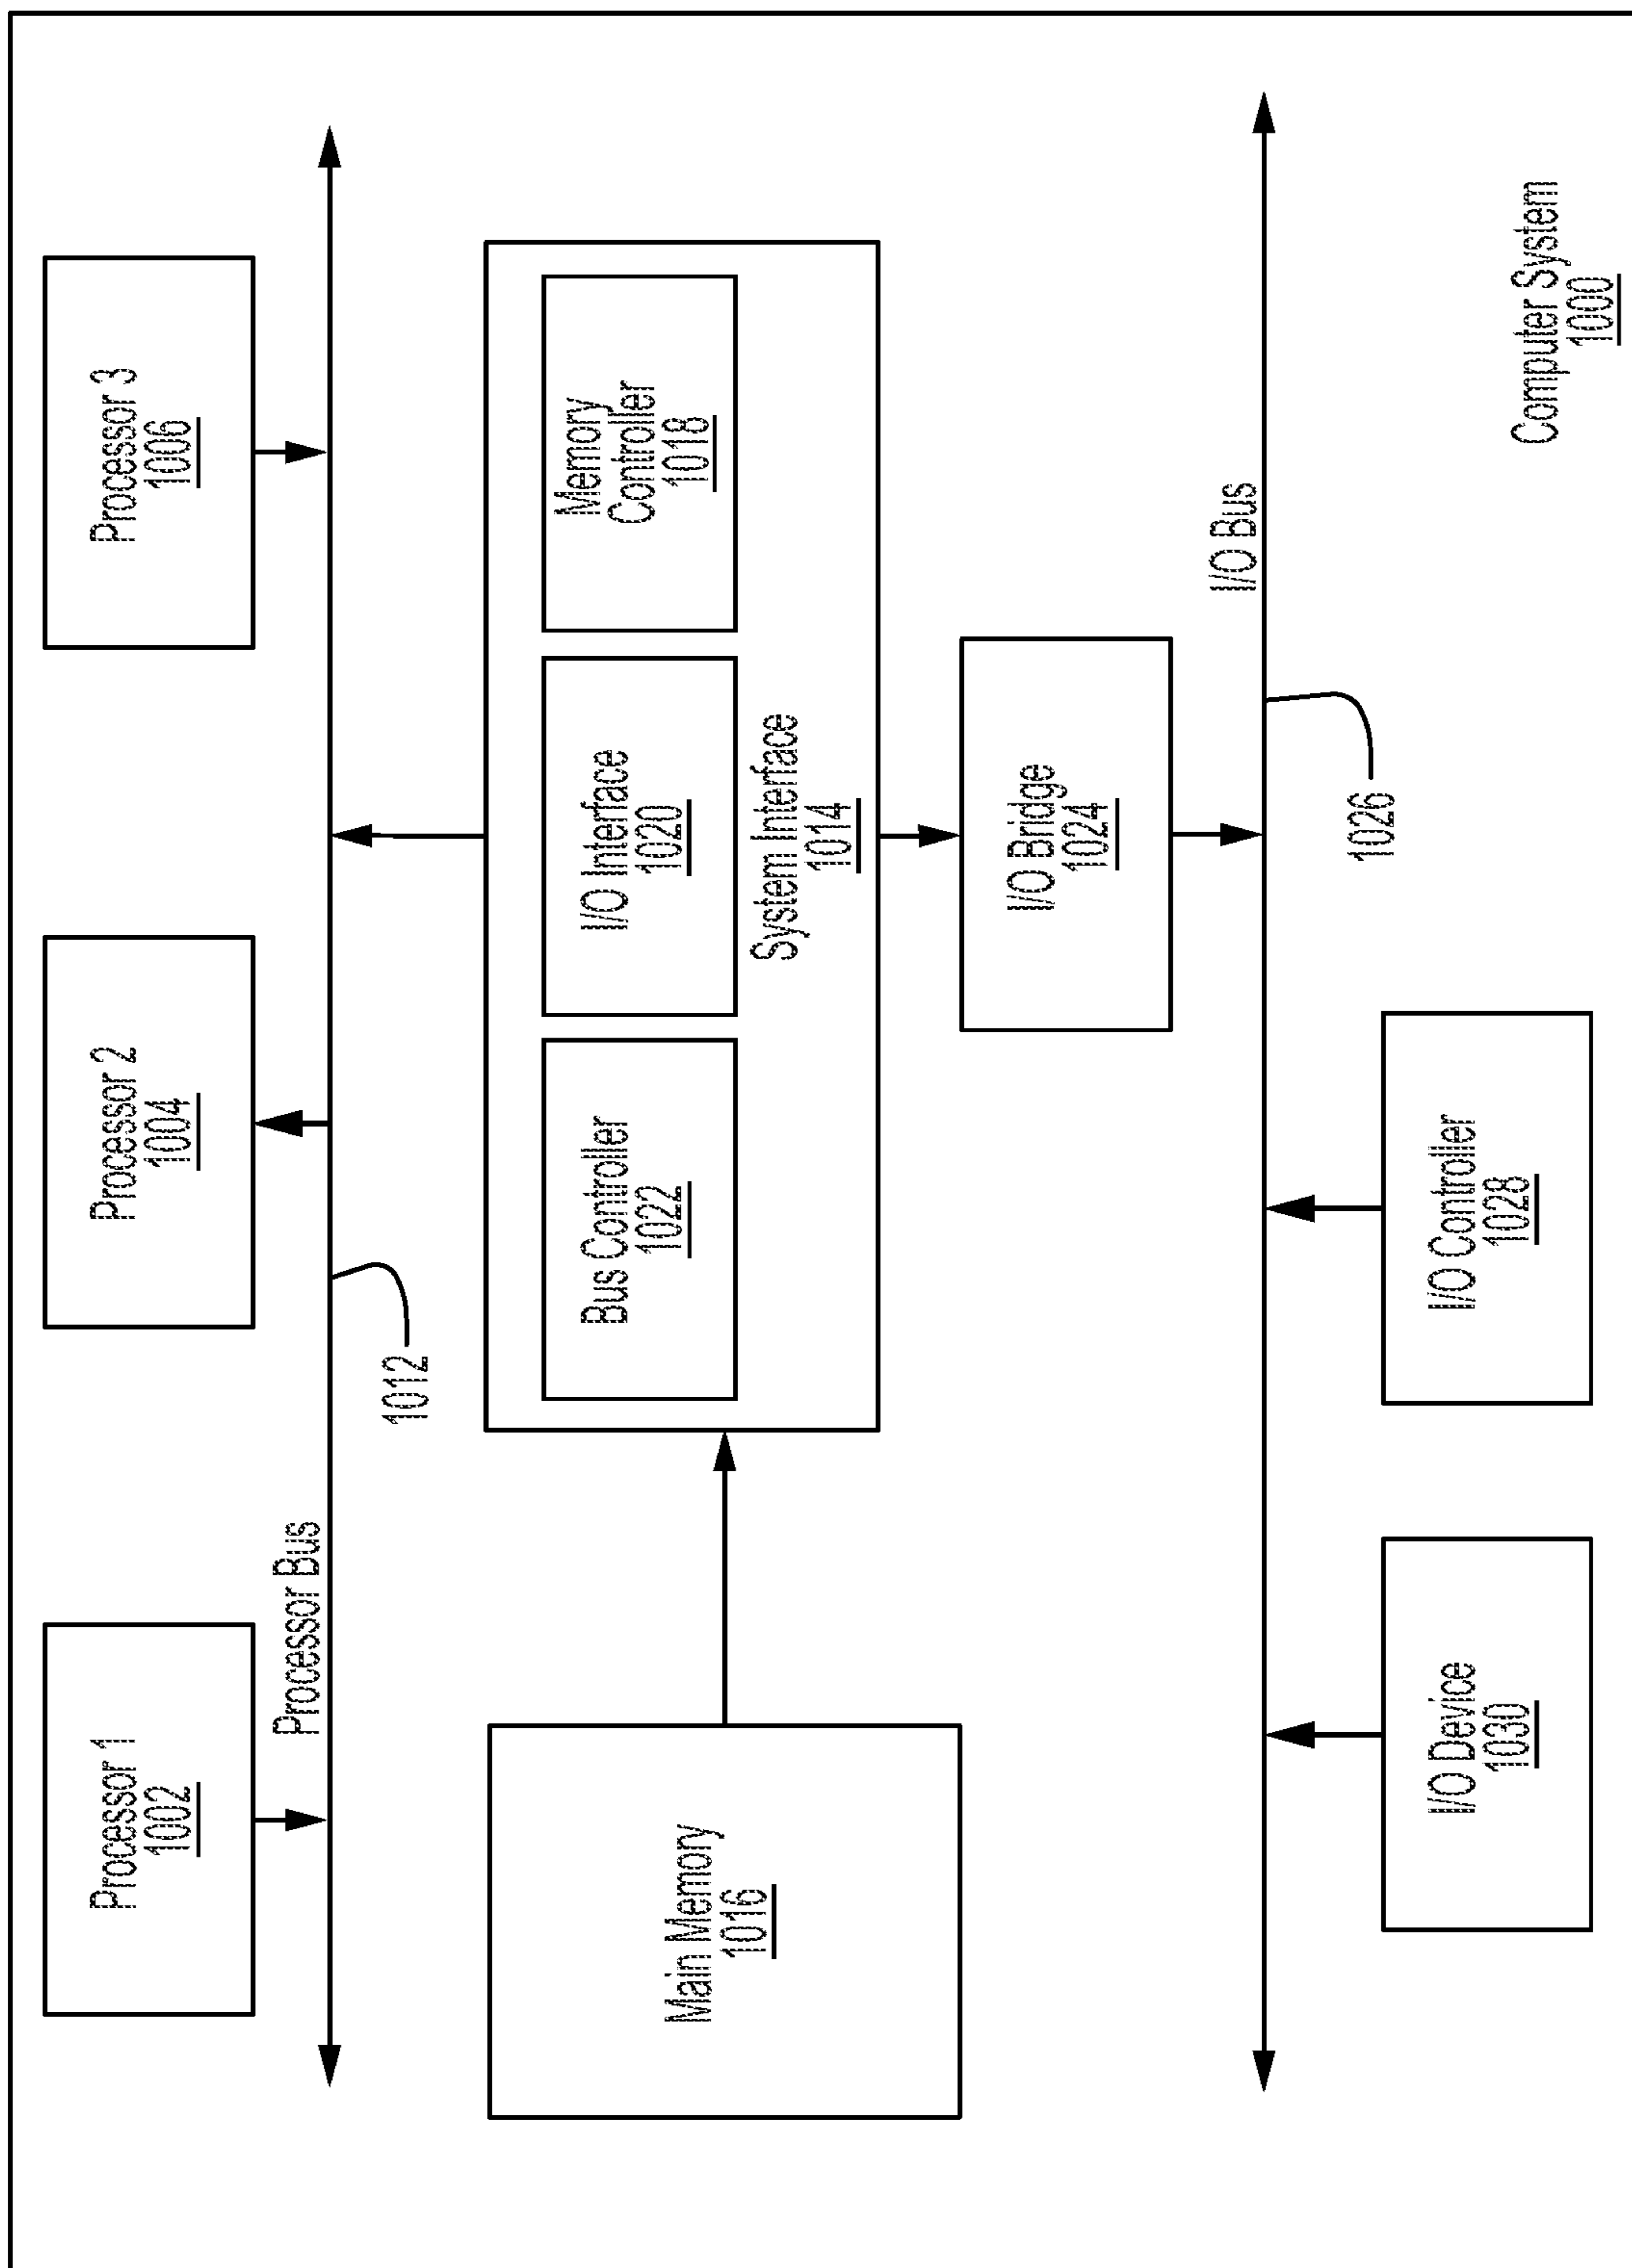 Processor 1
1002
Processor 2
1004
Processor 3
1006
Processor Bus
1012
Main Memory
1016
Bus Controller
1022
I/O Interface
1020
Memory
Controller
1018
System Interface
1014
I/O Bridge
1024
I/O Bus
1026
I/O Device
1030
I/O Controller
1028
Computer System
1000